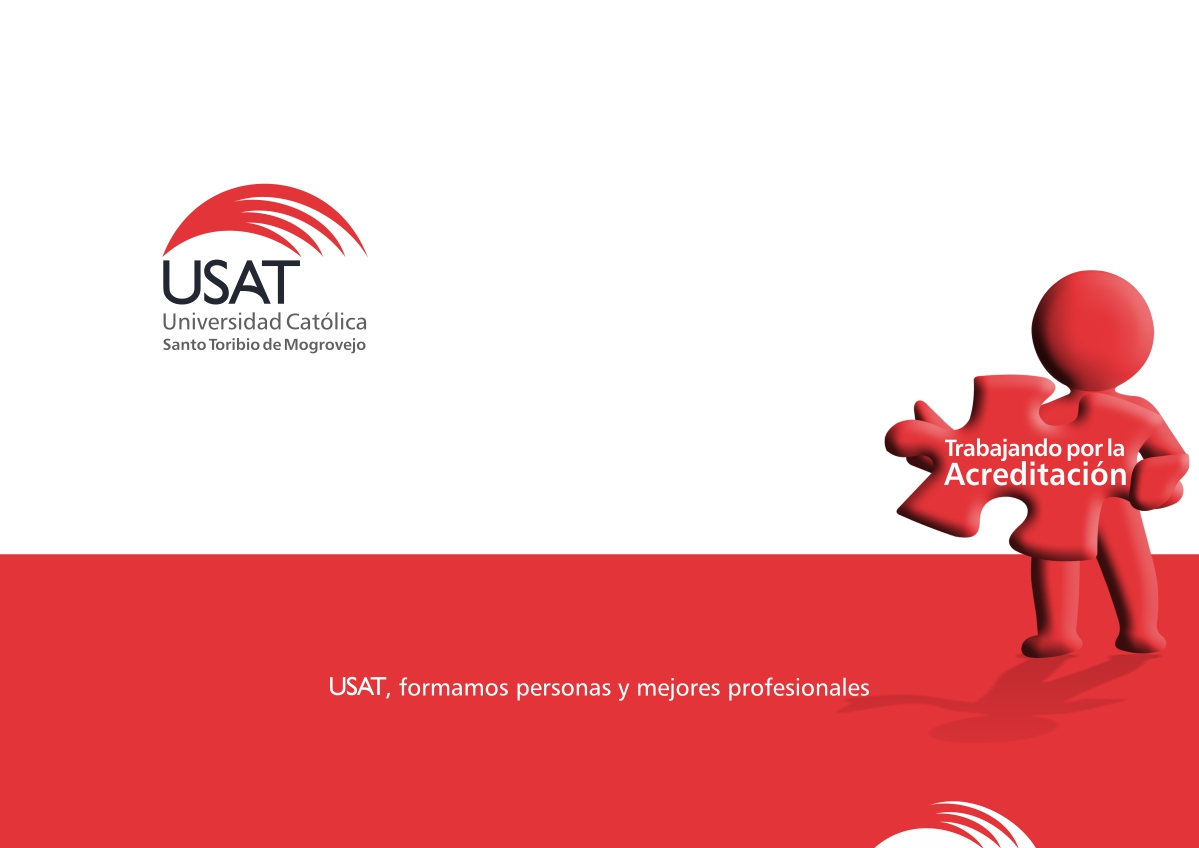 USAT
Universidad Católica
Santo Toribio de Mogrovejo
Trabajando por la
Acreditación
USAT, formamos personas y mejores profesionales